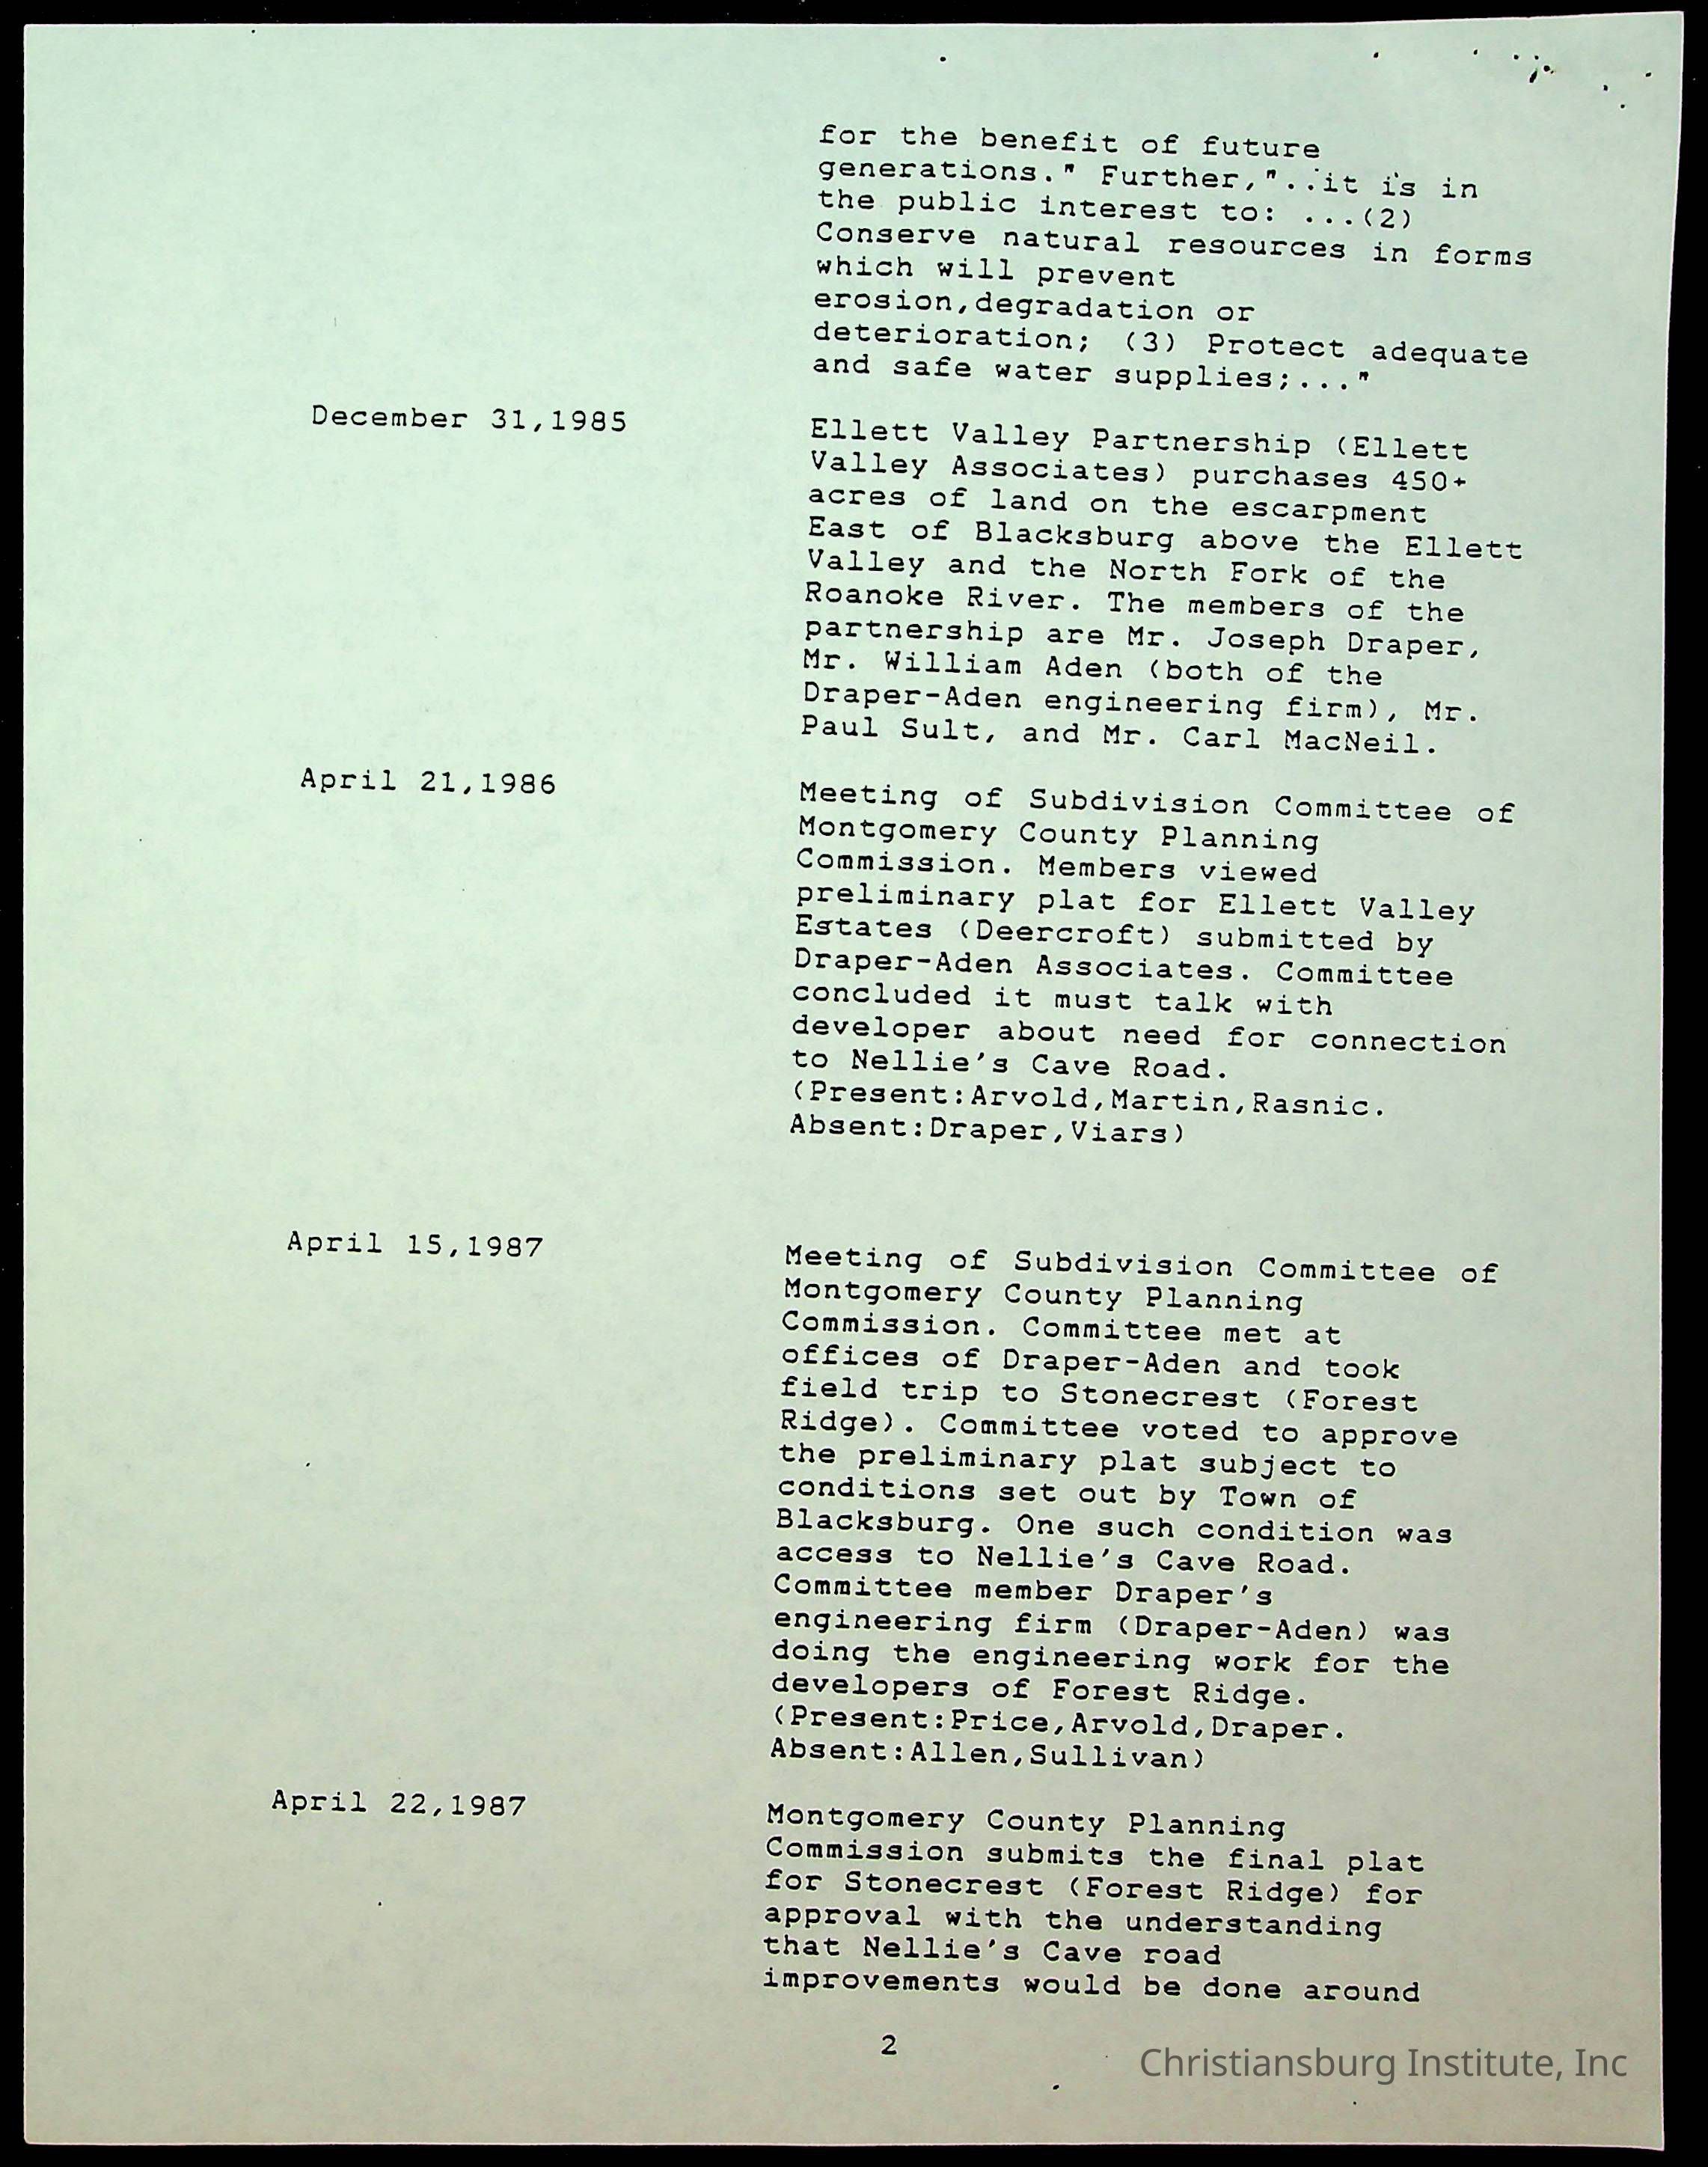 for the benefit of future
generations." Further,"..it is in
the public interest to: ...(2)
Conserve natural resources in forms
which will prevent
erosion,degradation or
deterioration; (3) Protect adequate
and safe water supplies;..."
December 31,1985
Ellett Valley Partnership (Ellett
Valley Associates) purchases 450+
acres of land on the escarpment
East of Blacksburg above the Ellett
Valley and the North Fork of the
Roanoke River. The members of the
partnership are Mr. Joseph Draper,
Mr. William Aden (both of the
Draper-Aden engineering firm), Mr.
Paul Sult, and Mr. Carl MacNeil.
April 21,1986
Meeting of Subdivision Committee of
Montgomery County Planning
Commission. Members viewed
preliminary plat for Ellett Valley
Estates (Deercroft) submitted by
Draper-Aden Associates. Committee
concluded it must talk with
developer about need for connection
to Nellie's Cave Road.
(Present:Arvold,Martin,Rasnic.
Absent:Draper,Viars)
April 15,1987
Meeting of Subdivision Committee of
Montgomery County Planning
Commission. Committee met at
offices of Draper-Aden and took
field trip to Stonecrest (Forest
Ridge). Committee voted to approve
the preliminary plat subject to
conditions set out by Town of
Blacksburg. One such condition was
access to Nellie's Cave Road.
Committee member Draper's
engineering firm (Draper-Aden) was
doing the engineering work for the
developers of Forest Ridge.
(Present:Price,Arvold,Draper.
Absent:Allen,Sullivan)
April 22,1987
Montgomery County Planning
Commission submits the final plat
for Stonecrest (Forest Ridge) for
approval with the understanding
that Nellie's Cave road
improvements would be done around
2
Christiansburg Institute, Inc